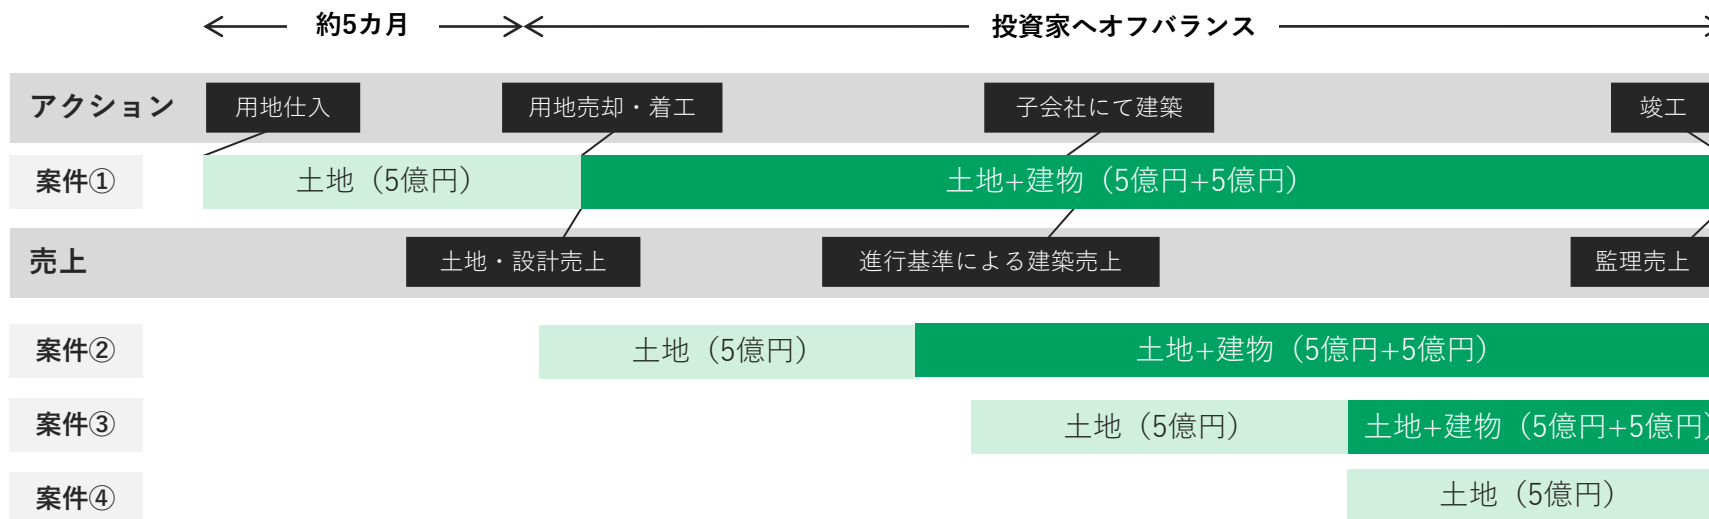 約5カ月
投資家へオフバランス
アクション
用地仕入
用地売却・着工
子会社にて建築
竣工
案件①
土地（5億円）
土地+建物（5億円+5億円）
売上
土地・設計売上
進行基準による建築売上
監理売上
案件②
土地（5億円）
土地+建物（5億円+5億円）
案件③
土地（5億円）
土地+建物（5億円+5億円）
案件④
土地（5億円）